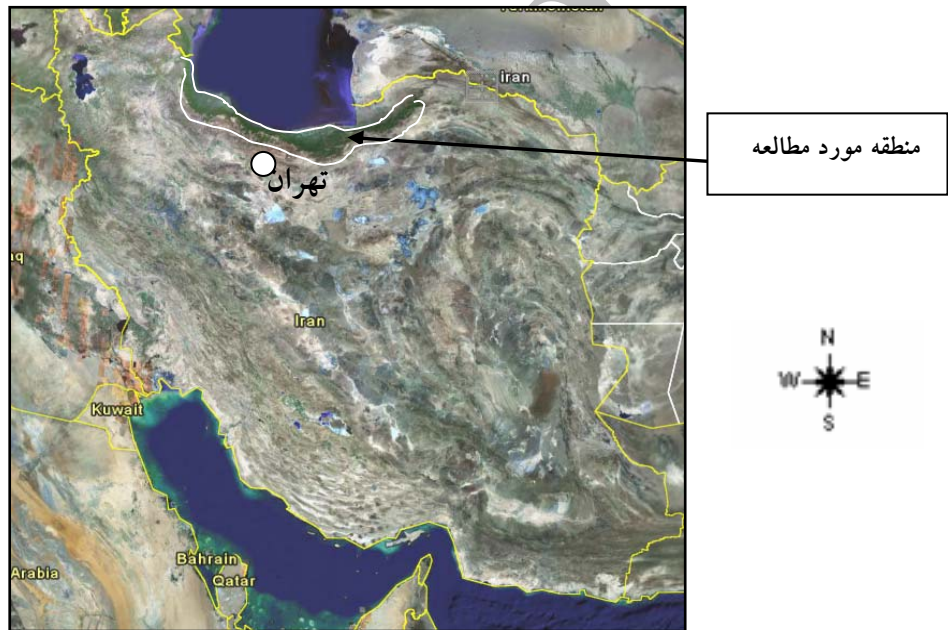 iran
منطقه مورد مطالعه
تهران
Iran
Kuwait
Bahrain
Qatar
Arabia
N
W E
S